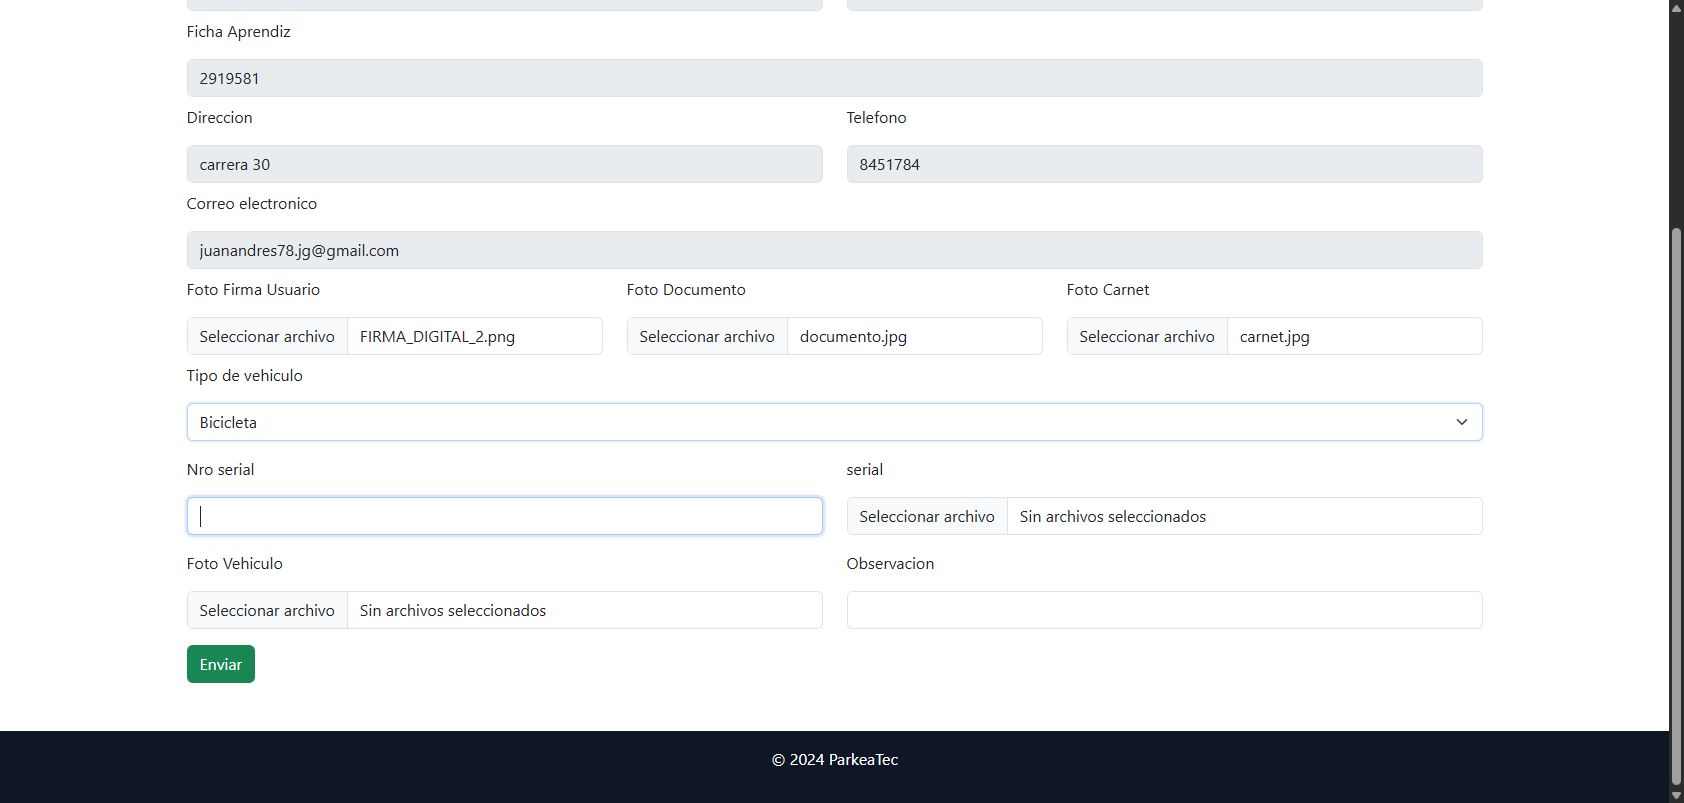 Ficha Aprendiz
2919581
Direccion Telefono
carrera 30 8451784
Correo electronico
juanandres78.jg@gmail.com
Foto Firma Usuario Foto Documento Foto Carnet
Seleccionar archivo FIRMA_DIGITAL_2.png Seleccionar archivo documento.jpg Seleccionar archivo carnet.jpg
Tipo de vehiculo
Bicicleta
Nro serial serial
Seleccionar archivo Sin archivos seleccionados
Foto Vehiculo Observacion
Seleccionar archivo Sin archivos seleccionados
Enviar
© 2024 ParkeaTec